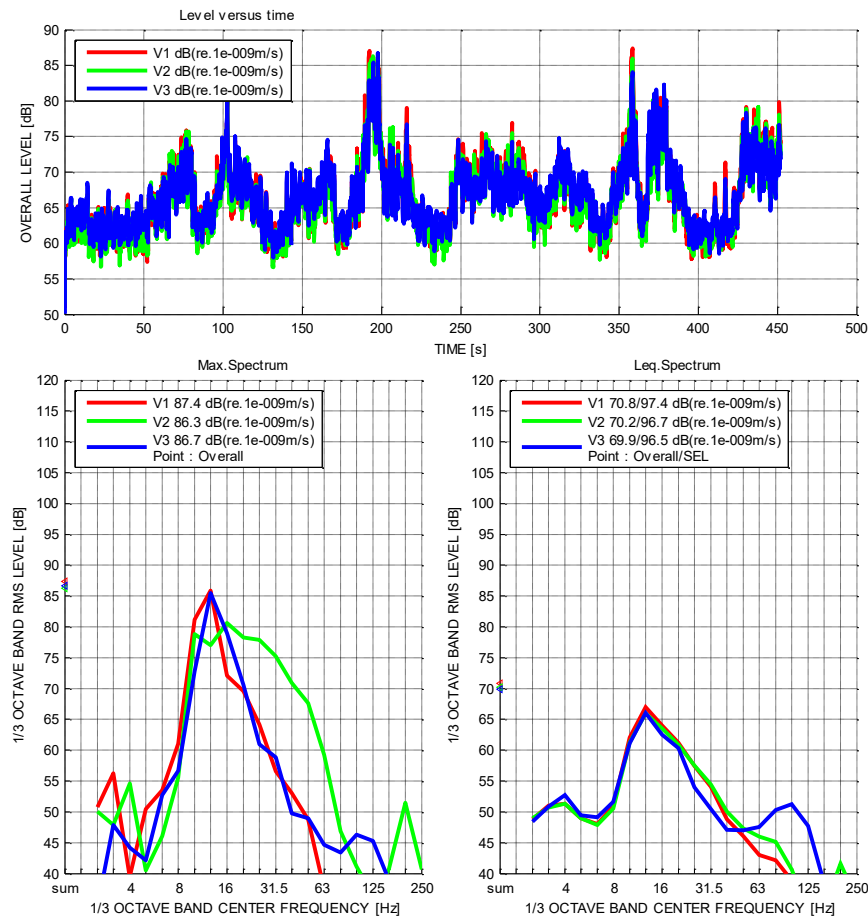 Level versus time
90
85
80
75
70
65
60
55
50
OVERALL LEVEL [dB]
V1 dB(re.1e-009m/s)
V2 dB(re.1e-009m/s)
V3 dB(re.1e-009m/s)
0 50 100 150 200 250 300 350 400 450 500
TIME [s]
Max.Spectrum
120
115
110
105
100
95
90
85
80
75
70
65
60
55
50
45
40
1/3 OCTAVE BAND RMS LEVEL [dB]
V1 87.4 dB(re.1e-009m/s)
V2 86.3 dB(re.1e-009m/s)
V3 86.7 dB(re.1e-009m/s)
Point : Overall
sum 4 8 16 31.5 63 125 250
1/3 OCTAVE BAND CENTER FREQUENCY [Hz]
Leq.Spectrum
120
115
110
105
100
95
90
85
80
75
70
65
60
55
50
45
40
1/3 OCTAVE BAND RMS LEVEL [dB]
V1 70.8/97.4 dB(re.1e-009m/s)
V2 70.2/96.7 dB(re.1e-009m/s)
V3 69.9/96.5 dB(re.1e-009m/s)
Point : Overall/SEL
sum 4 8 16 31.5 63 125 250
1/3 OCTAVE BAND CENTER FREQUENCY [Hz]